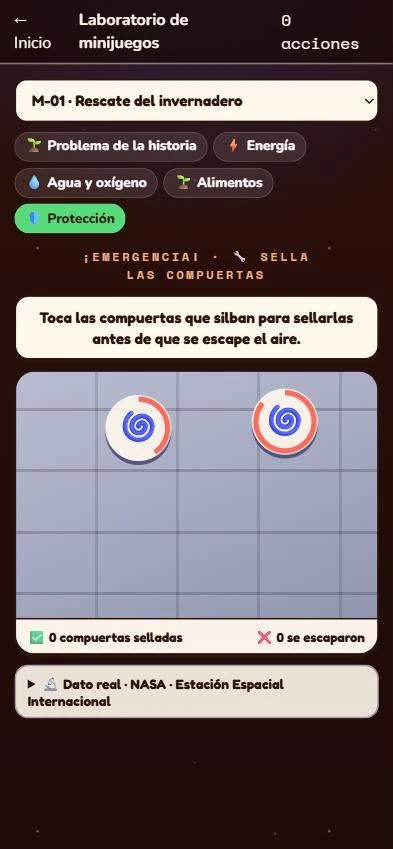 ← Inicio
Laboratorio de minijuegos
0 acciones
M-01 · Rescate del invernadero
🌱 Problema de la historia
⚡ Energía
💧 Agua y oxígeno
🌱 Alimentos
🛡️ Protección
¡EMERGENCIA! · 🔧 SELLA
LAS COMPUERTAS
Toca las compuertas que silban para sellarlas
antes de que se escape el aire.
✅ 0 compuertas selladas
❌ 0 se escaparon
▶ 🔬 Dato real · NASA · Estación Espacial
Internacional